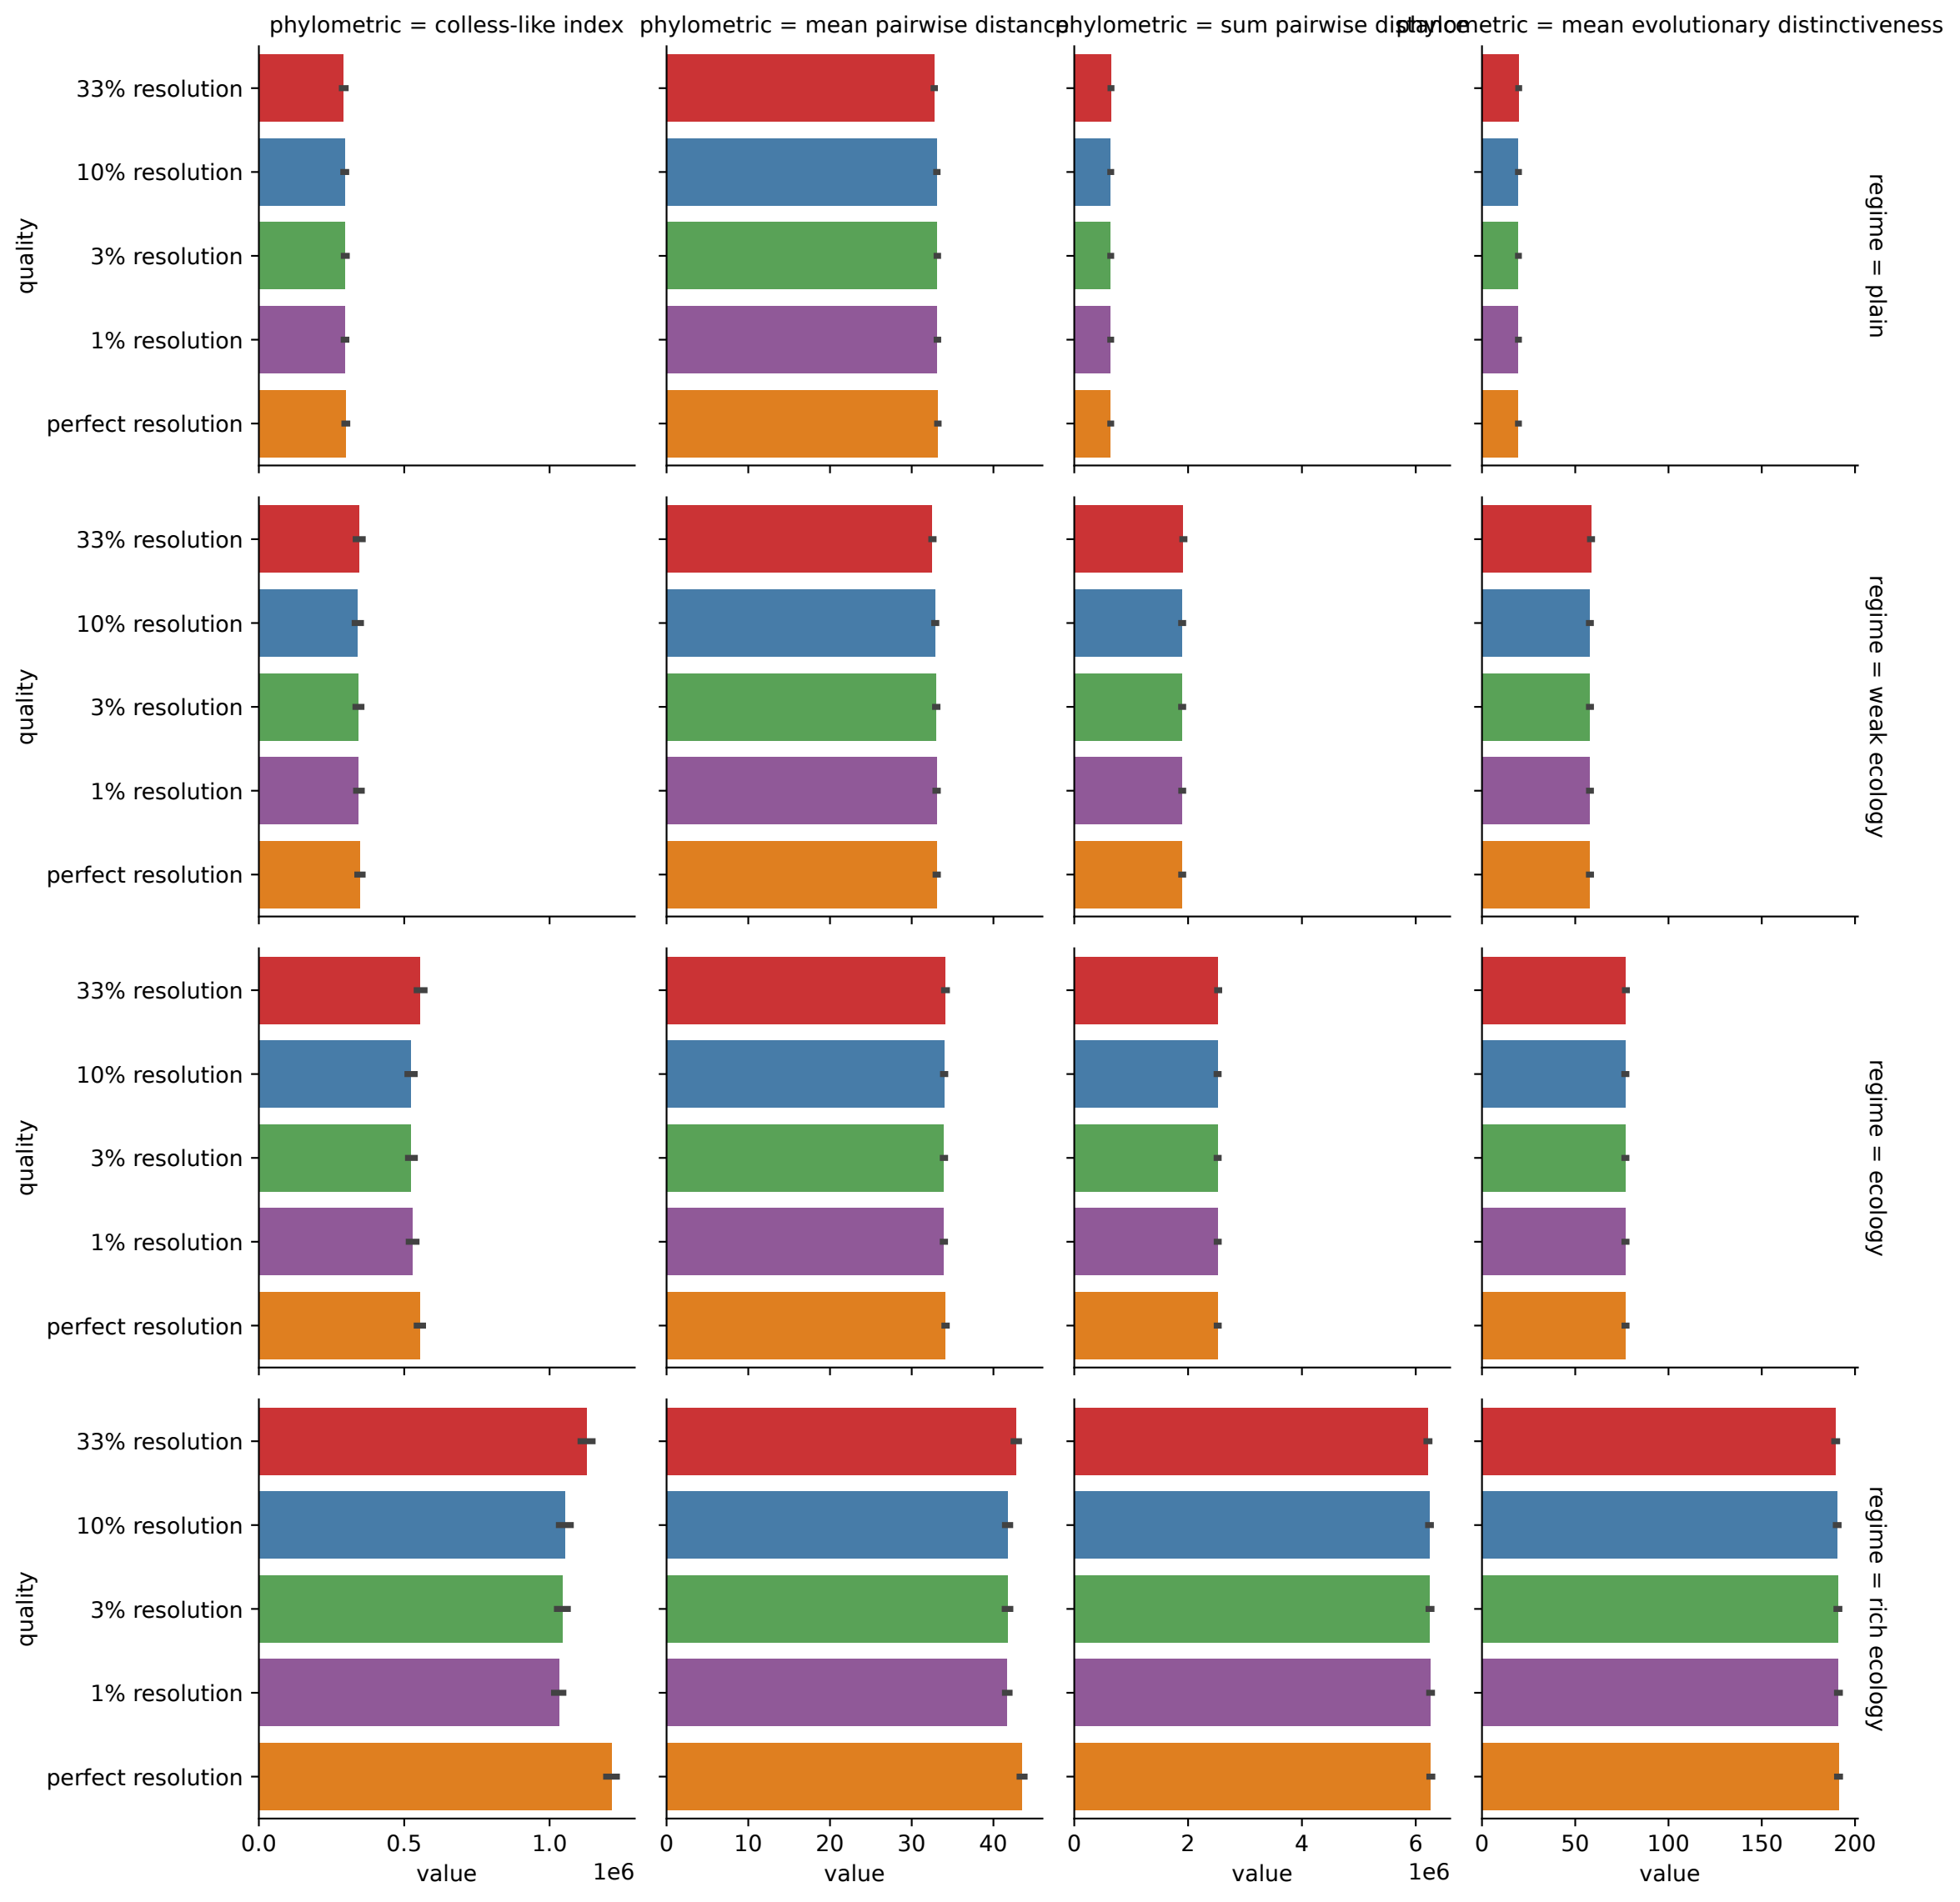 phylometric = colless-like index
phylometric = mean pairwise distance
phylometric = sum pairwise distance
phylometric = mean evolutionary distinctiveness
quality
33% resolution
10% resolution
3% resolution
1% resolution
perfect resolution
regime = plain
quality
33% resolution
10% resolution
3% resolution
1% resolution
perfect resolution
regime = weak ecology
quality
33% resolution
10% resolution
3% resolution
1% resolution
perfect resolution
regime = ecology
quality
33% resolution
10% resolution
3% resolution
1% resolution
perfect resolution
regime = rich ecology
0.0 0.5 1.0
1e6
value
0 10 20 30 40
value
0 2 4 6
1e6
value
0 50 100 150 200
value